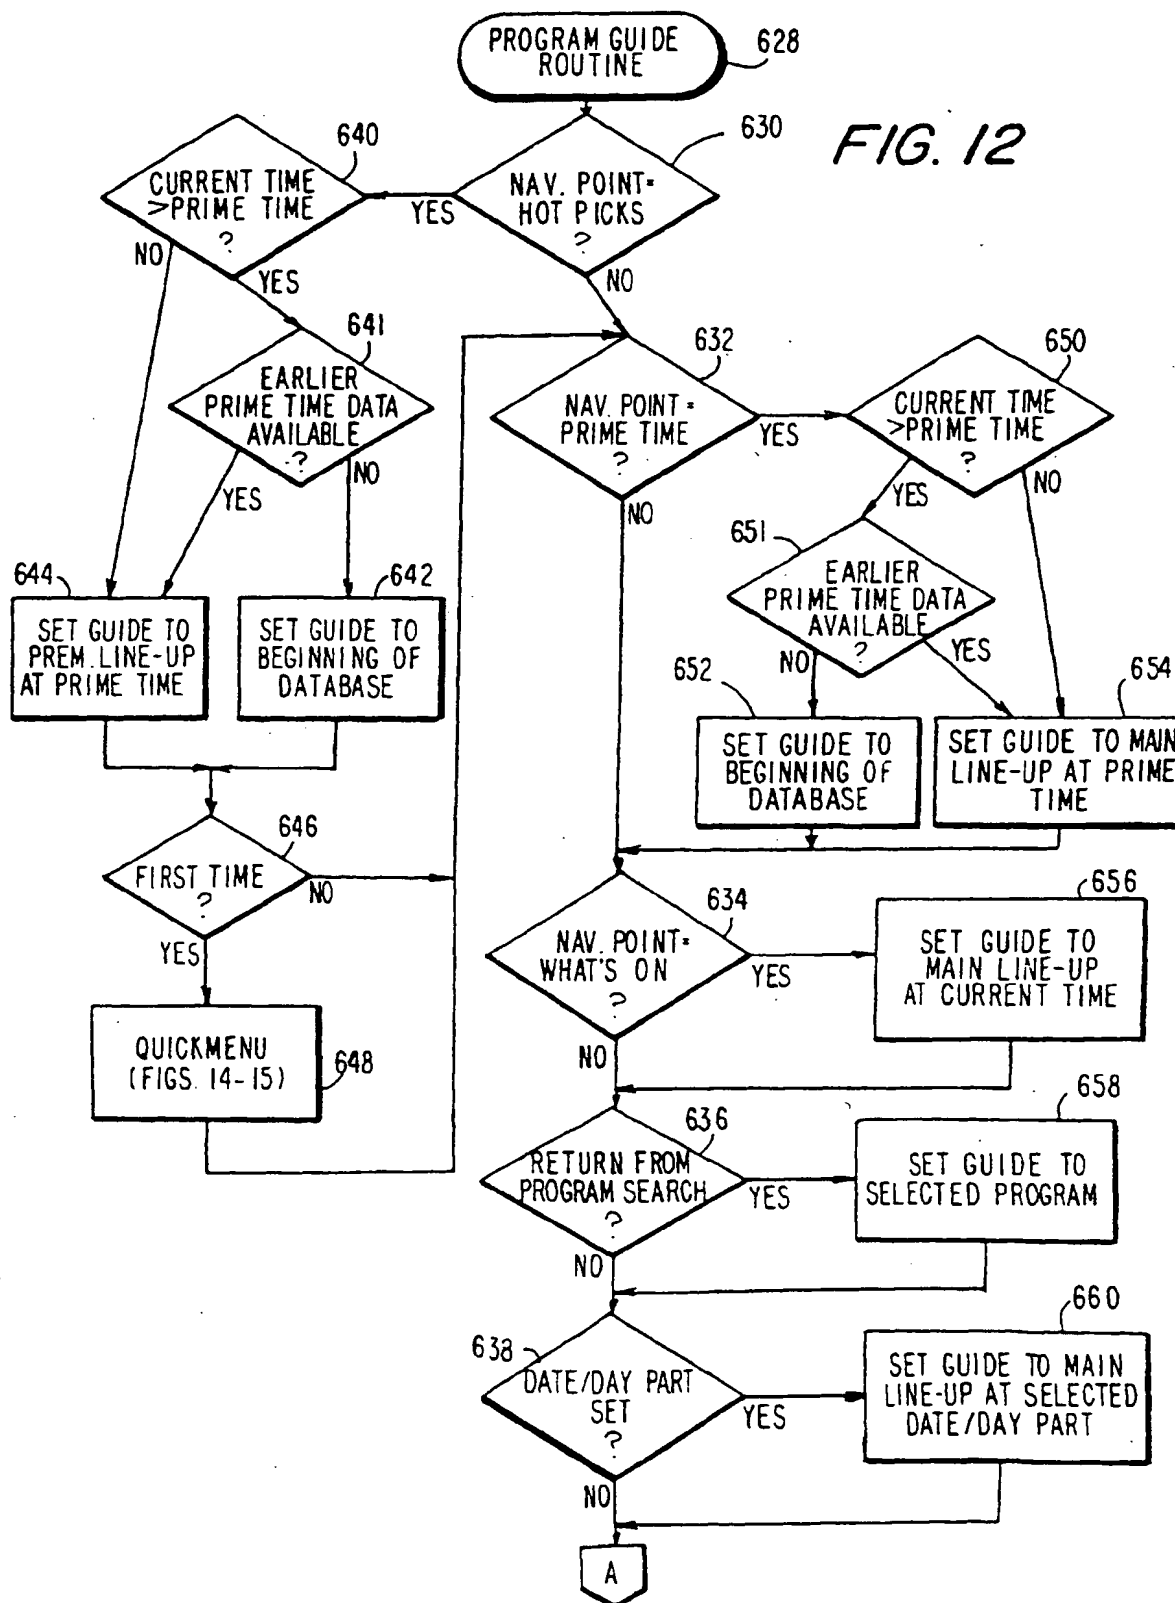 PROGRAM GUIDE
ROUTINE
628
FIG. 12
630
NAV. POINT=
HOT PICKS
?
YES
NO
640
CURRENT TIME
>PRIME TIME
?
NO
YES
641
EARLIER
PRIME TIME DATA
AVAILABLE
?
YES
NO
644
SET GUIDE TO
PREM. LINE-UP
AT PRIME TIME
642
SET GUIDE TO
BEGINNING OF
DATABASE
646
FIRST TIME
?
NO
YES
QUICKMENU
(FIGS. 14-15)
648
632
NAV. POINT=
PRIME TIME
?
YES
NO
650
CURRENT TIME
>PRIME TIME
?
YES
NO
651
EARLIER
PRIME TIME DATA
AVAILABLE
?
NO
YES
652
SET GUIDE TO
BEGINNING OF
DATABASE
654
SET GUIDE TO MAIN
LINE-UP AT PRIME
TIME
634
NAV. POINT=
WHAT'S ON
?
YES
NO
656
SET GUIDE TO
MAIN LINE-UP
AT CURRENT TIME
636
RETURN FROM
PROGRAM SEARCH
?
YES
NO
658
SET GUIDE TO
SELECTED PROGRAM
638
DATE/DAY PART
SET
?
YES
NO
660
SET GUIDE TO MAIN
LINE-UP AT SELECTED
DATE/DAY PART
A